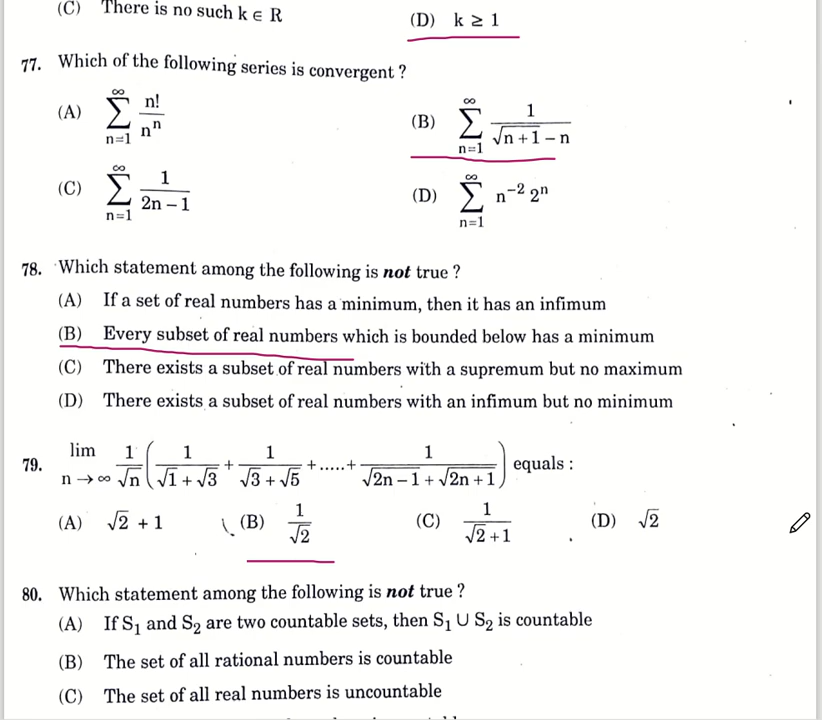 (C) There is no such k ∈ R (D) k ≥ 1
77. Which of the following series is convergent ?
(A) ∞ ∑ n=1 n!/nⁿ (B) ∞ ∑ n=1 1/(√n+1 – n)
(C) ∞ ∑ n=1 1/(2n – 1) (D) ∞ ∑ n=1 n⁻² 2ⁿ
78. Which statement among the following is not true ?
(A) If a set of real numbers has a minimum, then it has an infimum
(B) Every subset of real numbers which is bounded below has a minimum
(C) There exists a subset of real numbers with a supremum but no maximum
(D) There exists a subset of real numbers with an infimum but no minimum
79. lim n → ∞ 1/√n (1/(√1 + √3) + 1/(√3 + √5) + ..... + 1/(√2n – 1 + √2n + 1)) equals :
(A) √2 + 1 (B) 1/√2 (C) 1/(√2 + 1) (D) √2
80. Which statement among the following is not true ?
(A) If S₁ and S₂ are two countable sets, then S₁ ∪ S₂ is countable
(B) The set of all rational numbers is countable
(C) The set of all real numbers is uncountable